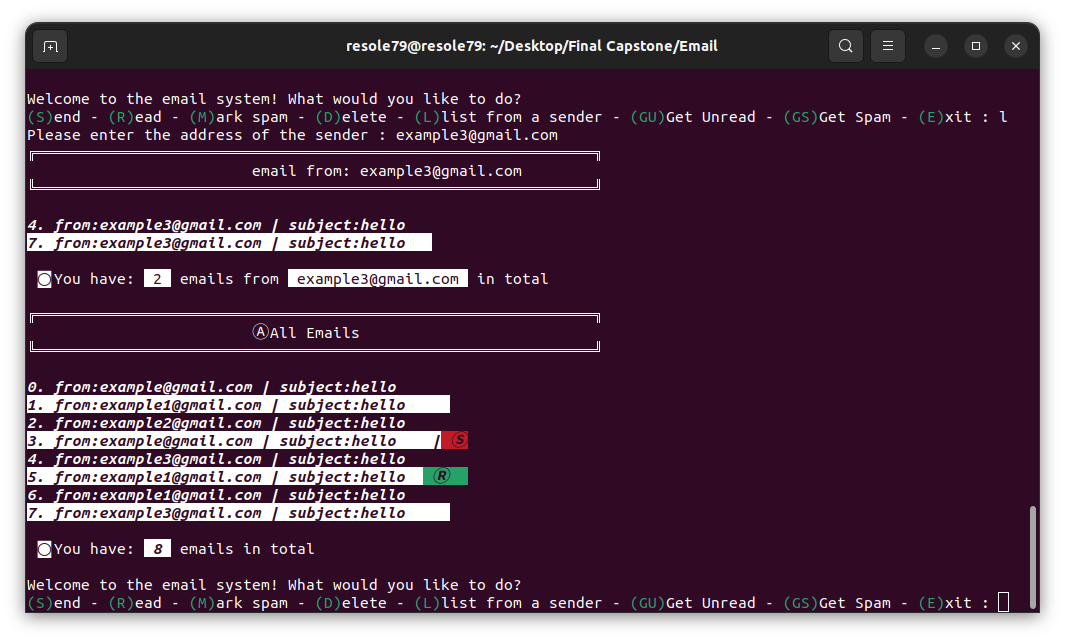 resole79@resole79: ~/Desktop/Final Capstone/Email
Welcome to the email system! What would you like to do?
(S)end - (R)ead - (M)ark spam - (D)elete - (L)list from a sender - (GU)Get Unread - (GS)Get Spam - (E)xit : l
Please enter the address of the sender : example3@gmail.com
email from: example3@gmail.com
4. from:example3@gmail.com | subject:hello
7. from:example3@gmail.com | subject:hello
You have: 2 emails from example3@gmail.com in total
ⒶAll Emails
0. from:example@gmail.com | subject:hello
1. from:example1@gmail.com | subject:hello
2. from:example2@gmail.com | subject:hello
3. from:example@gmail.com | subject:hello | Ⓢ
4. from:example3@gmail.com | subject:hello
5. from:example1@gmail.com | subject:hello Ⓡ
6. from:example1@gmail.com | subject:hello
7. from:example3@gmail.com | subject:hello
You have: 8 emails in total
Welcome to the email system! What would you like to do?
(S)end - (R)ead - (M)ark spam - (D)elete - (L)list from a sender - (GU)Get Unread - (GS)Get Spam - (E)xit :